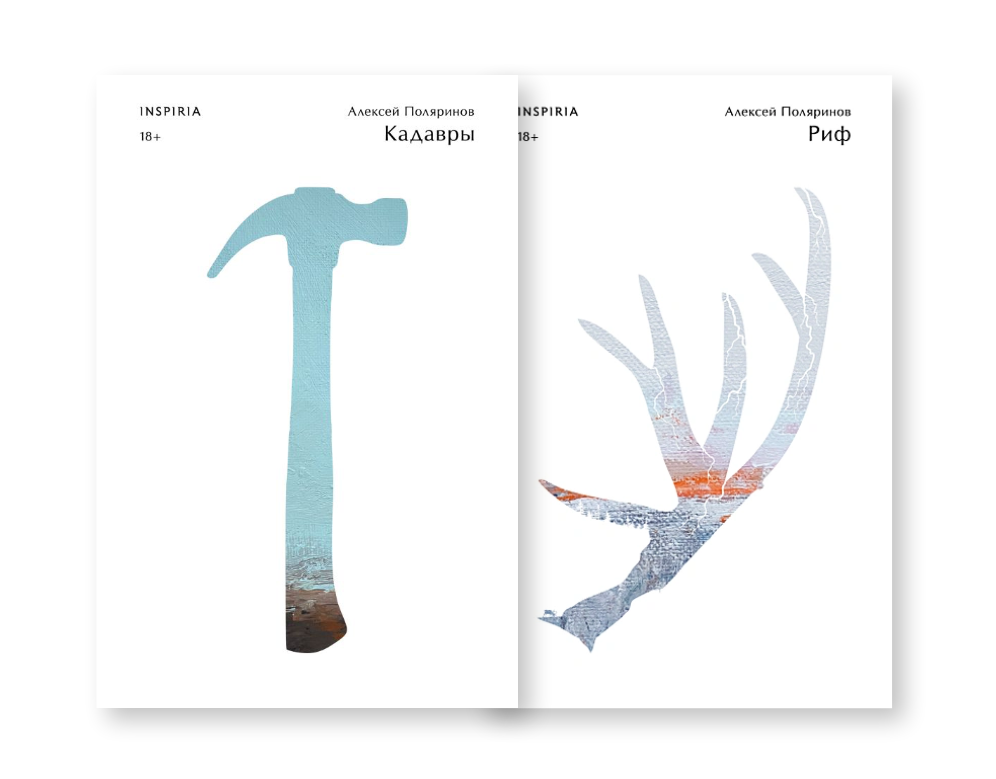 INSPIRIA
18+
Алексей Поляринов
Кадавры
INSPIRIA
18+
Алексей Поляринов
Риф